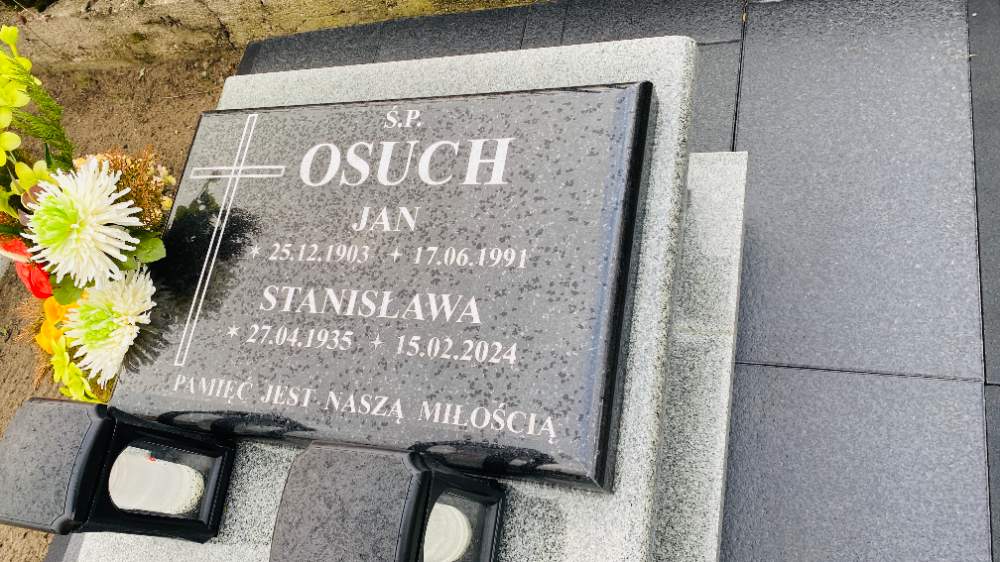 Ś.P.
OSUCH
JAN
* 25.12.1903 + 17.06.1991
STANISŁAWA
* 27.04.1935 + 15.02.2024
PAMIĘĆ JEST NASZĄ MIŁOŚCIĄ